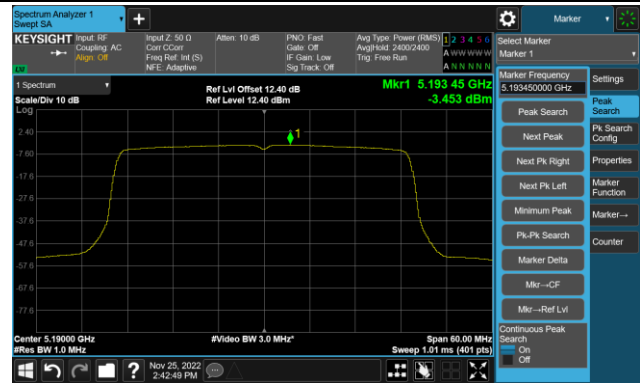 Spectrum Analyzer 1
Swept SA
Marker
KEYSIGHT
Input: RF
Coupling: AC
Align: Off
Input Z: 50 Ω
Corr CCorr
Freq Ref: Int (S)
NFE: Adaptive
Atten: 10 dB
PNO: Fast
Gate: Off
IF Gain: Low
Sig Track: Off
Avg Type: Power (RMS)
Avg|Hold: 2400/2400
Trig: Free Run
1 2 3 4 5 6
A W W W W W
A N N N N N
Select Marker
Marker 1
1 Spectrum
Scale/Div 10 dB
Log
Ref Lvl Offset 12.40 dB
Ref Level 12.40 dBm
Mkr1 5.193 45 GHz
-3.453 dBm
1
2.40
-7.60
-17.6
-27.6
-37.6
-47.6
-57.6
-67.6
-77.6
Center 5.19000 GHz
#Res BW 1.0 MHz
#Video BW 3.0 MHz*
Span 60.00 MHz
Sweep 1.01 ms (401 pts)
Marker Frequency
5.193450000 GHz
Peak Search
Next Peak
Next Pk Right
Next Pk Left
Minimum Peak
Pk-Pk Search
Marker Delta
Mkr→CF
Mkr→Ref Lvl
Continuous Peak
Search
On
Off
Settings
Peak
Search
Pk Search
Config
Properties
Marker
Function
Marker→
Counter
Nov 25, 2022
2:42:49 PM